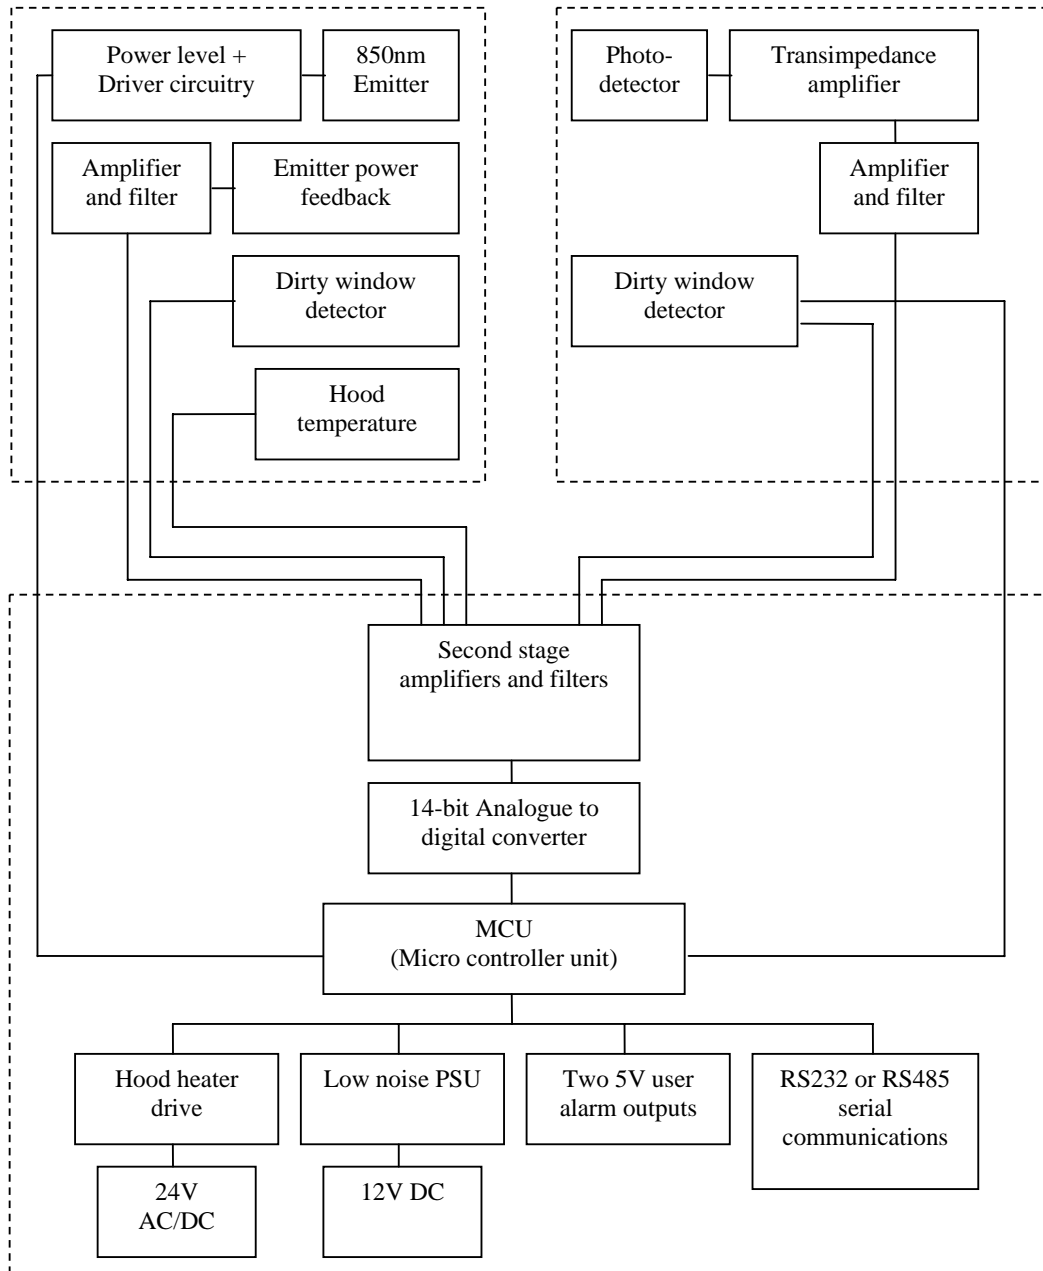 Power level +
Driver circuitry
850nm
Emitter
Amplifier
and filter
Emitter power
feedback
Dirty window
detector
Hood
temperature
Photo-
detector
Transimpedance
amplifier
Amplifier
and filter
Dirty window
detector
Second stage
amplifiers and filters
14-bit Analogue to
digital converter
MCU
(Micro controller unit)
Hood heater
drive
Low noise PSU
Two 5V user
alarm outputs
RS232 or RS485
serial
communications
24V
AC/DC
12V DC